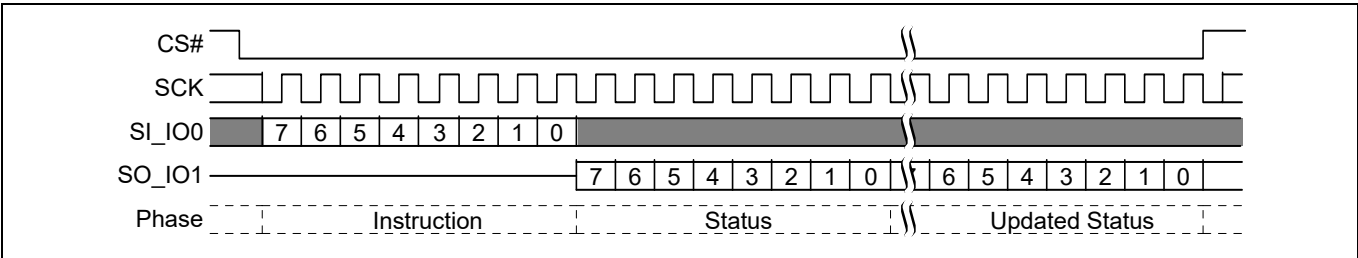 CS#
SCK
SI_IO0 7 6 5 4 3 2 1 0
SO_IO1 7 6 5 4 3 2 1 0 6 5 4 3 2 1 0
Phase Instruction Status Updated Status